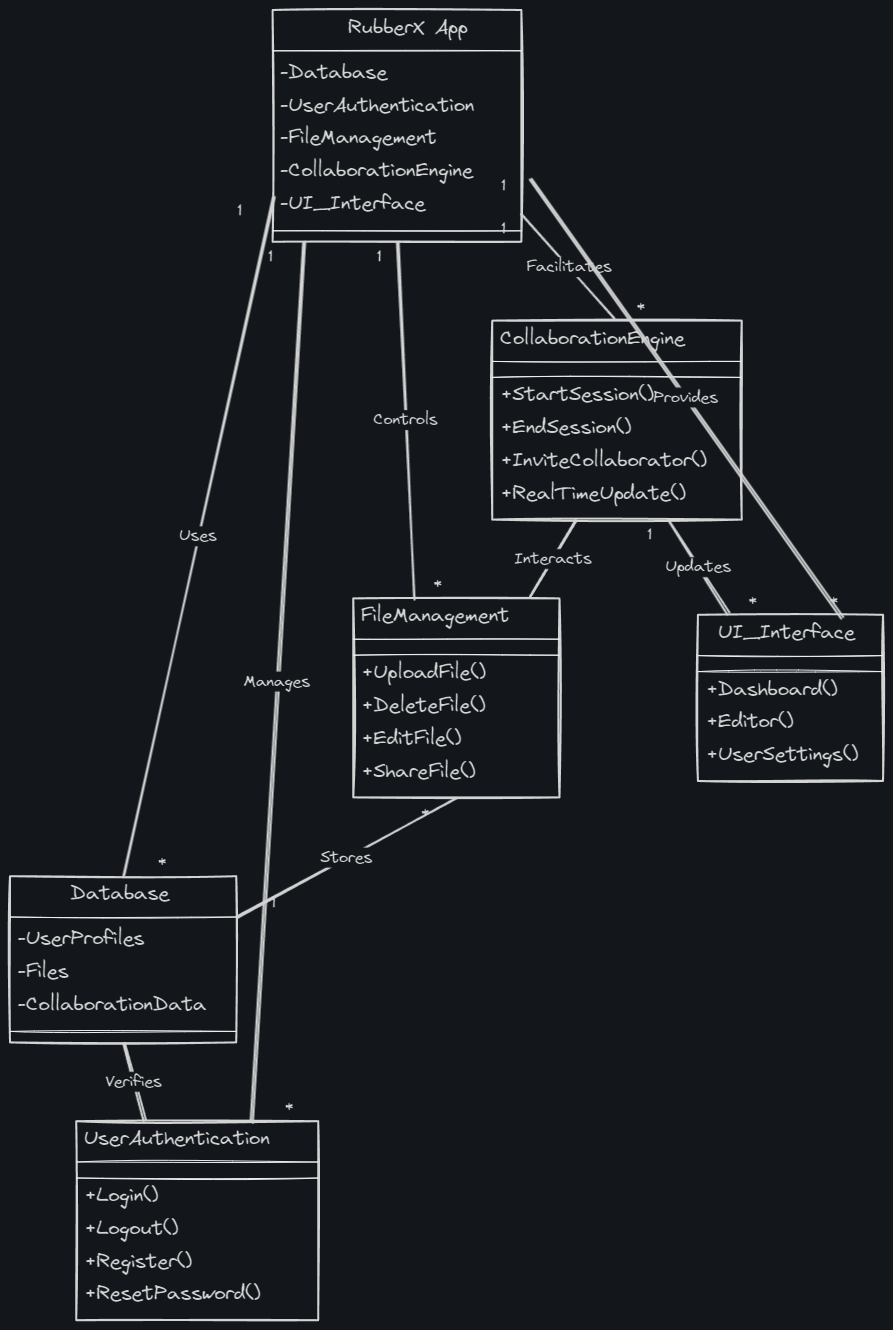 RubberX App
-Database
-UserAuthentication
-FileManagement
-CollaborationEngine
1
-UI_Interface
1
1
1
1
Facilitates
*
CollaborationEngine
+StartSession()
Provides
+EndSession()
+InviteCollaborator()
+RealTimeUpdate()
Controls
Uses
1
Interacts
Updates
*
*
*
FileManagement
+UploadFile()
+DeleteFile()
+EditFile()
+ShareFile()
UI_Interface
+Dashboard()
+Editor()
+UserSettings()
Manages
*
Stores
*
1
Database
-UserProfiles
-Files
-CollaborationData
Verifies
*
UserAuthentication
+Login()
+Logout()
+Register()
+ResetPassword()